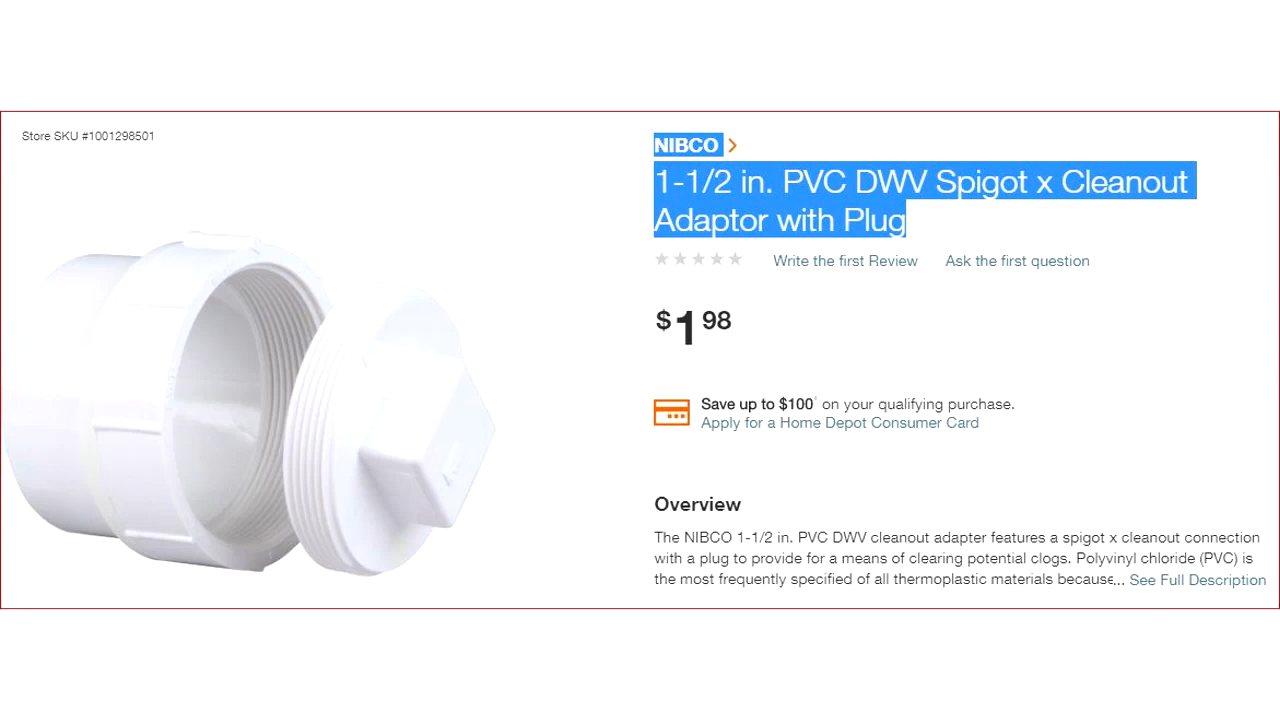 Store SKU #1001298501
NIBCO
1-1/2 in. PVC DWV Spigot x Cleanout
Adaptor with Plug
Write the first Review Ask the first question
$1 98
Save up to $100° on your qualifying purchase.
Apply for a Home Depot Consumer Card
Overview
The NIBCO 1-1/2 in. PVC DWV cleanout adapter features a spigot x cleanout connection
with a plug to provide for a means of clearing potential clogs. Polyvinyl chloride (PVC) is
the most frequently specified of all thermoplastic materials because... See Full Description